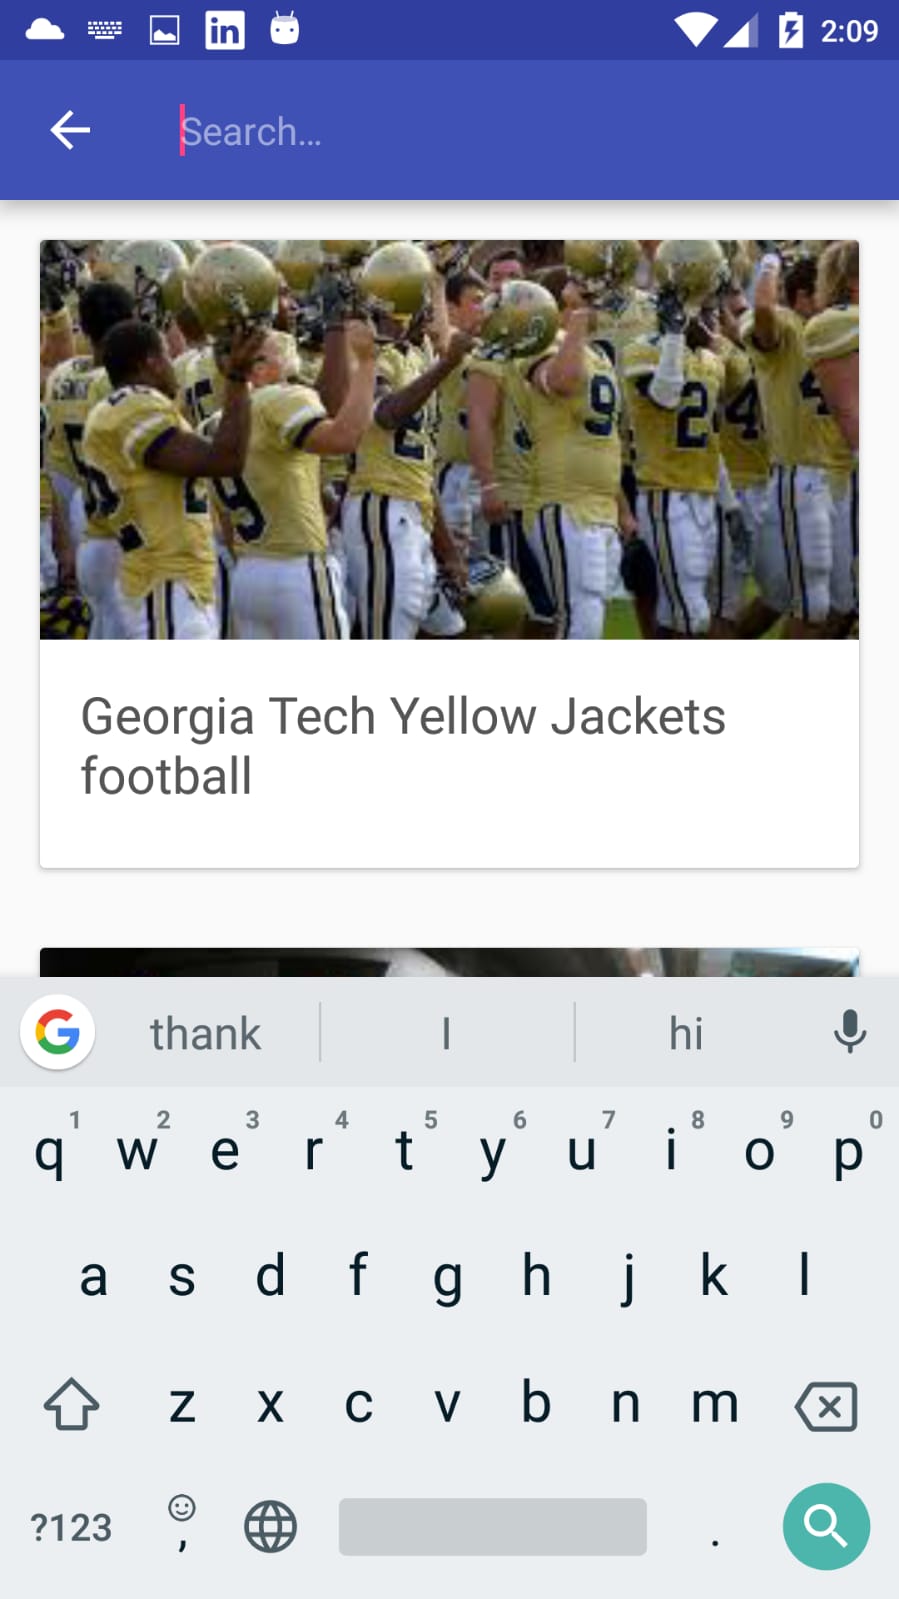 in
2:09
Search...
Georgia Tech Yellow Jackets
football
G thank I hi
1 2 3 4 5 6 7 8 9 0
q w e r t y u i o p
a s d f g h j k l
z x c v b n m
?123 , .